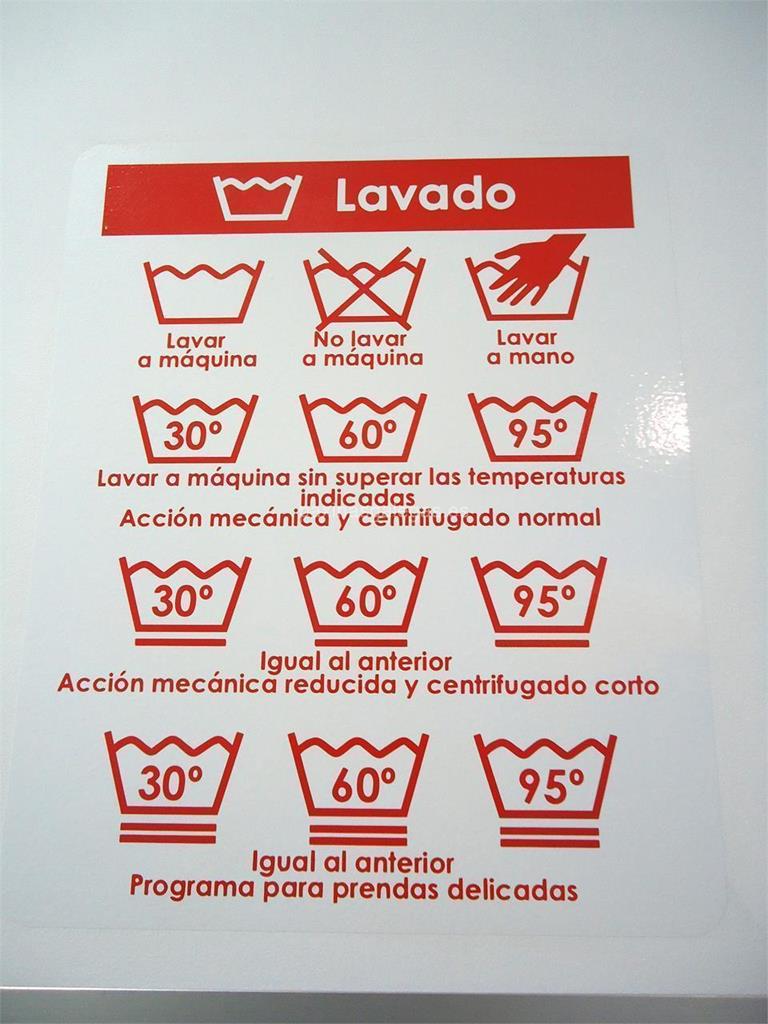 Lavado
Lavar
a máquina
No lavar
a máquina
Lavar
a mano
30º 60º 95º
Lavar a máquina sin superar las temperaturas
indicadas
Acción mecánica y centrifugado normal
30º 60º 95º
Igual al anterior
Acción mecánica reducida y centrifugado corto
30º 60º 95º
Igual al anterior
Programa para prendas delicadas